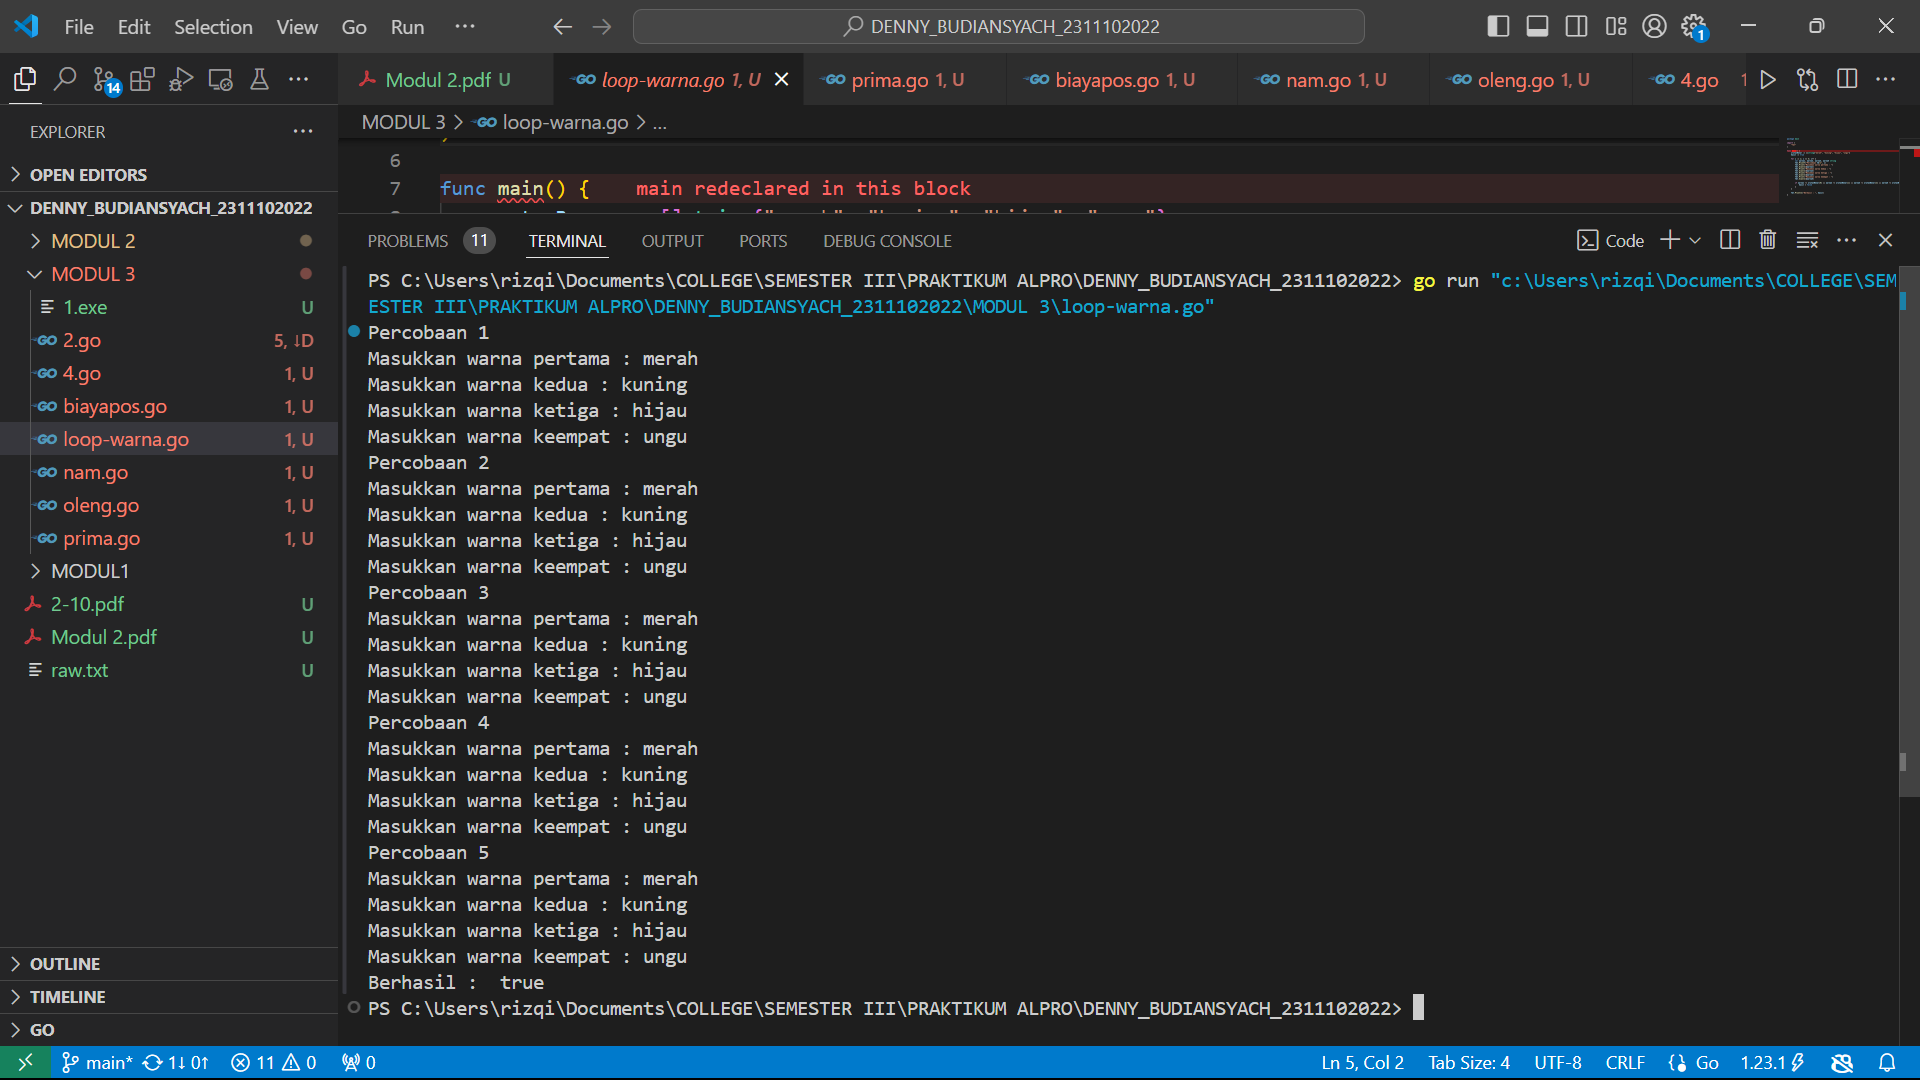 File Edit Selection View Go Run ···
DENNY_BUDIANSYACH_2311102022
1
14
Modul 2.pdf U
loop-warna.go 1, U
prima.go 1, U
biayapos.go 1, U
nam.go 1, U
oleng.go 1, U
4.go 1
EXPLORER
OPEN EDITORS
DENNY_BUDIANSYACH_2311102022
MODUL 2
MODUL 3
1.exe U
2.go 5, ↓D
4.go 1, U
biayapos.go 1, U
loop-warna.go 1, U
nam.go 1, U
oleng.go 1, U
prima.go 1, U
MODUL1
2-10.pdf U
Modul 2.pdf U
raw.txt U
OUTLINE
TIMELINE
GO
MODUL 3 > loop-warna.go > ...
6
7 func main() { main redeclared in this block
PROBLEMS 11 TERMINAL OUTPUT PORTS DEBUG CONSOLE
Code
PS C:\Users\rizqi\Documents\COLLEGE\SEMESTER III\PRAKTIKUM ALPRO\DENNY_BUDIANSYACH_2311102022> go run "c:\Users\rizqi\Documents\COLLEGE\SEM
ESTER III\PRAKTIKUM ALPRO\DENNY_BUDIANSYACH_2311102022\MODUL 3\loop-warna.go"
Percobaan 1
Masukkan warna pertama : merah
Masukkan warna kedua : kuning
Masukkan warna ketiga : hijau
Masukkan warna keempat : ungu
Percobaan 2
Masukkan warna pertama : merah
Masukkan warna kedua : kuning
Masukkan warna ketiga : hijau
Masukkan warna keempat : ungu
Percobaan 3
Masukkan warna pertama : merah
Masukkan warna kedua : kuning
Masukkan warna ketiga : hijau
Masukkan warna keempat : ungu
Percobaan 4
Masukkan warna pertama : merah
Masukkan warna kedua : kuning
Masukkan warna ketiga : hijau
Masukkan warna keempat : ungu
Percobaan 5
Masukkan warna pertama : merah
Masukkan warna kedua : kuning
Masukkan warna ketiga : hijau
Masukkan warna keempat : ungu
Berhasil :  true
PS C:\Users\rizqi\Documents\COLLEGE\SEMESTER III\PRAKTIKUM ALPRO\DENNY_BUDIANSYACH_2311102022>
main* 1↓ 0↑ 11 0 0
Ln 5, Col 2 Tab Size: 4 UTF-8 CRLF Go 1.23.1